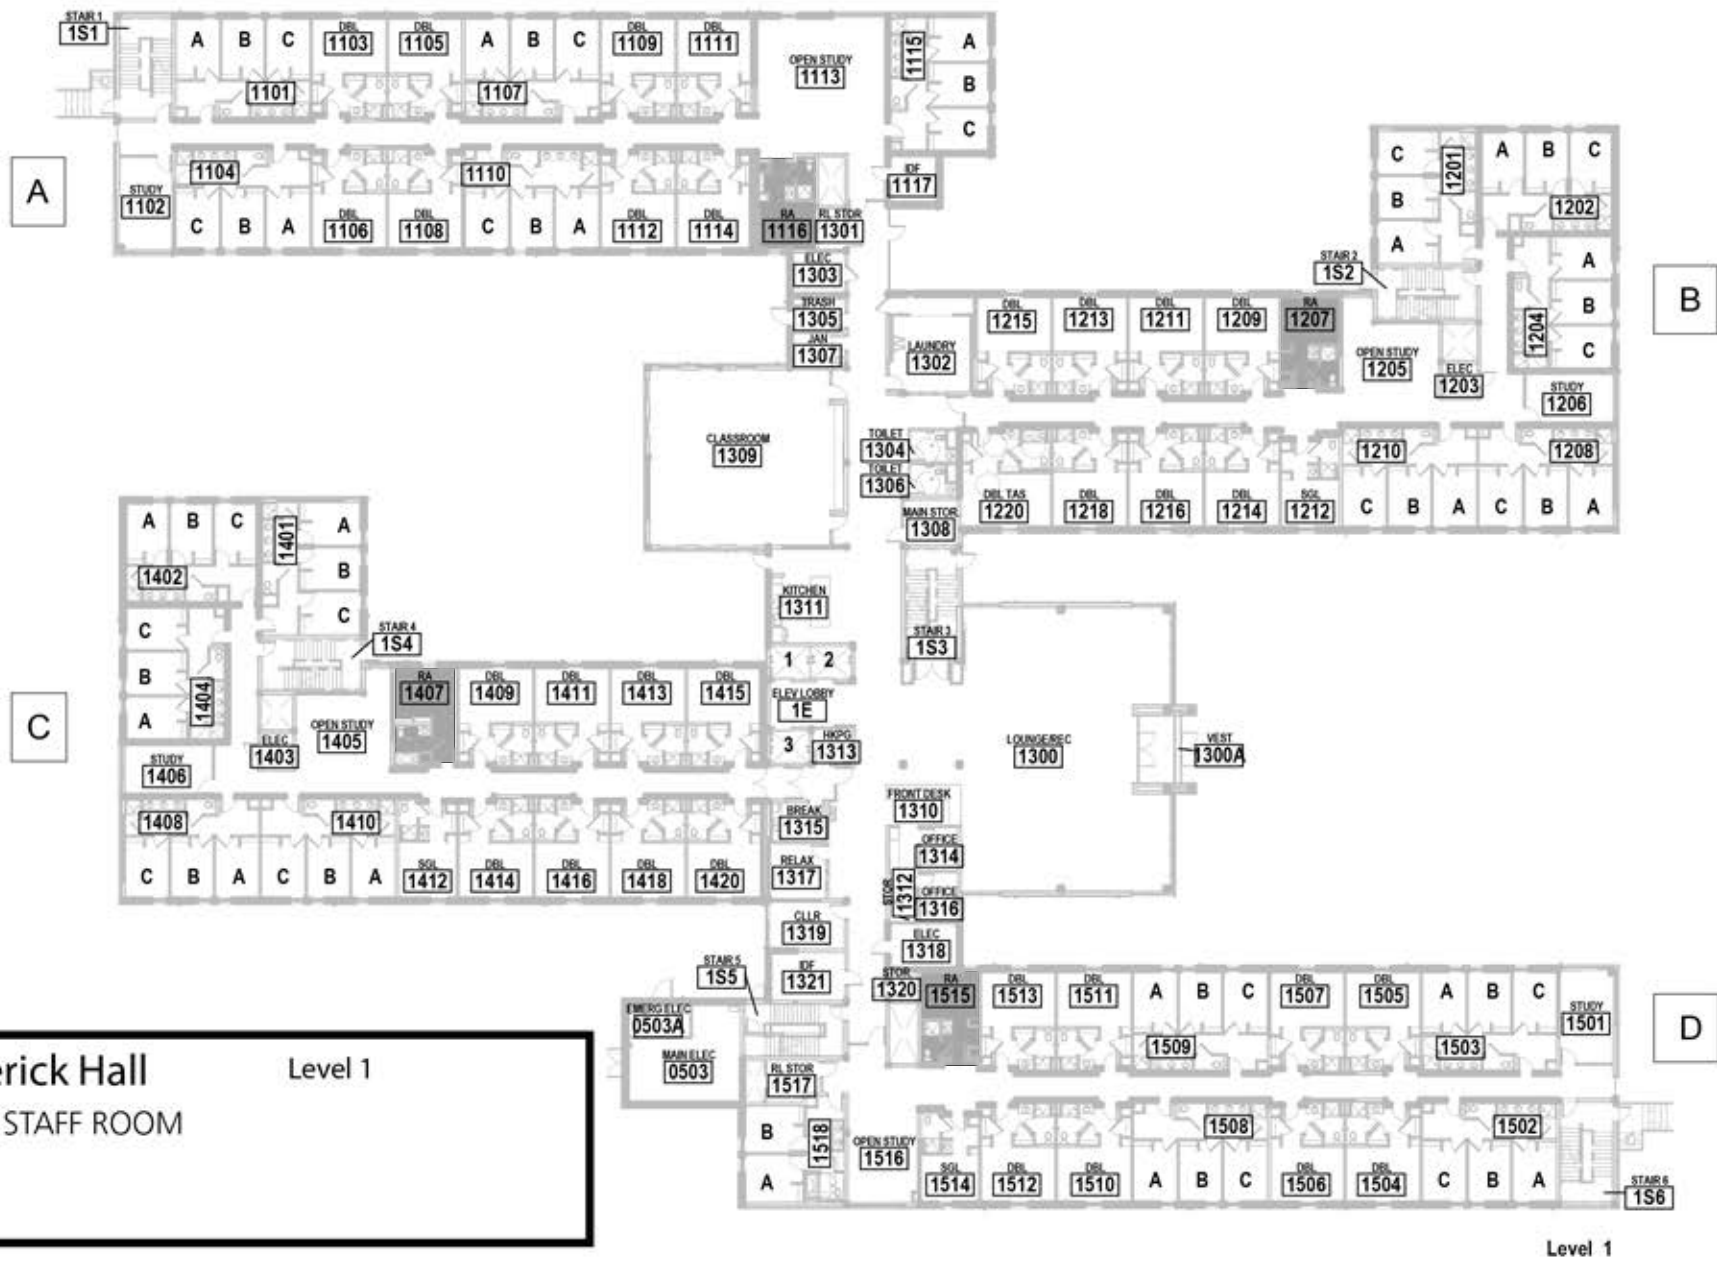 STAIR 1
1S1
A B C
DBL
1103
DBL
1105
A B C
DBL
1109
DBL
1111
OPEN STUDY
1113
1115
A
B
C
1101
1107
A
1104
1110
STUDY
1102
C B A
DBL
1106
DBL
1108
C B A
DBL
1112
DBL
1114
RA
1116
RL STOR
1301
IDF
1117
ELEC
1303
TRASH
1305
JAN
1307
C
B
A
1201
A B C
1202
STAIR 2
1S2
A
B
C
1204
B
LAUNDRY
1302
DBL
1215
DBL
1213
DBL
1211
DBL
1209
RA
1207
OPEN STUDY
1205
ELEC
1203
STUDY
1206
CLASSROOM
1309
TOILET
1304
TOILET
1306
MAIN STOR.
1308
DBL TAS
1220
DBL
1218
DBL
1216
DBL
1214
SGL
1212
1210
1208
C B A C B A
A B C
1401
A
B
C
1402
C
B
A
1404
STAIR 4
1S4
KITCHEN
1311
STAIR 3
1S3
1 2
C
STUDY
1406
ELEC
1403
OPEN STUDY
1405
RA
1407
DBL
1409
DBL
1411
DBL
1413
DBL
1415
ELEV LOBBY
1E
3
HKPG
1313
LOUNGE/REC
1300
VEST
1300A
1408
1410
C B A C B A
SGL
1412
DBL
1414
DBL
1416
DBL
1418
DBL
1420
BREAK
1315
RELAX
1317
CLLR
1319
IDF
1321
FRONT DESK
1310
OFFICE
1314
STOR
1312
OFFICE
1316
ELEC
1318
STOR.
1320
STAIR 5
1S5
EMERG ELEC
0503A
MAIN ELEC
0503
RL STOR
1517
RA
1515
DBL
1513
DBL
1511
A B C
1509
DBL
1507
DBL
1505
A B C
1503
STUDY
1501
D
B
A
1518
OPEN STUDY
1516
SGL
1514
DBL
1512
DBL
1510
A B C
1508
DBL
1506
DBL
1504
C B A
1502
STAIR 6
1S6
erick Hall Level 1
STAFF ROOM
Level 1